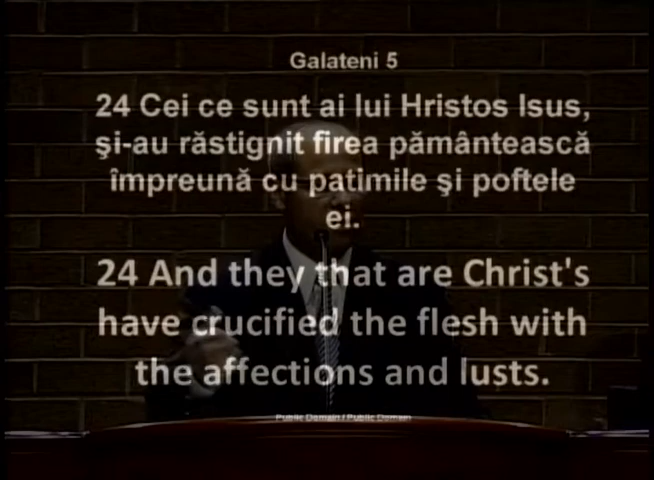 Galateni 5
24 Cei ce sunt ai lui Hristos Isus,
şi-au răstignit firea pământească
împreună cu patimile şi poftele
ei.
24 And they that are Christ's
have crucified the flesh with
the affections and lusts.
Public Domain / Public Domain